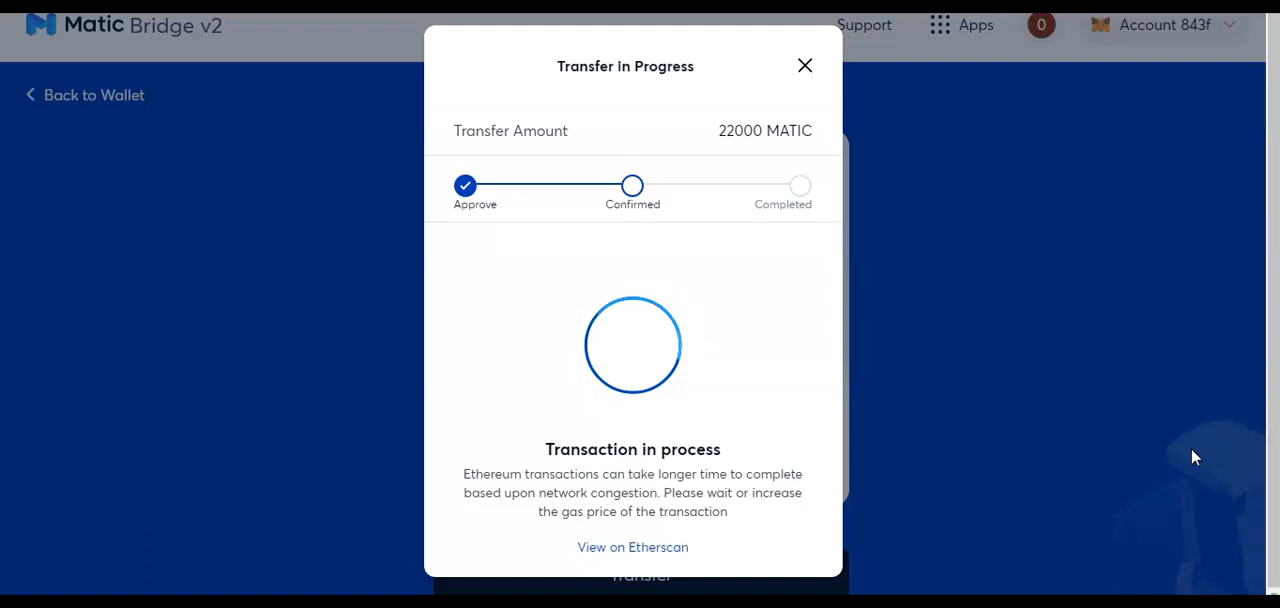 Matic Bridge v2
Support
Apps
0
Account 843f
Back to Wallet
Transfer in Progress
Transfer Amount
22000 MATIC
Approve
Confirmed
Completed
Transaction in process
Ethereum transactions can take longer time to complete
based upon network congestion. Please wait or increase
the gas price of the transaction
View on Etherscan
Transfer